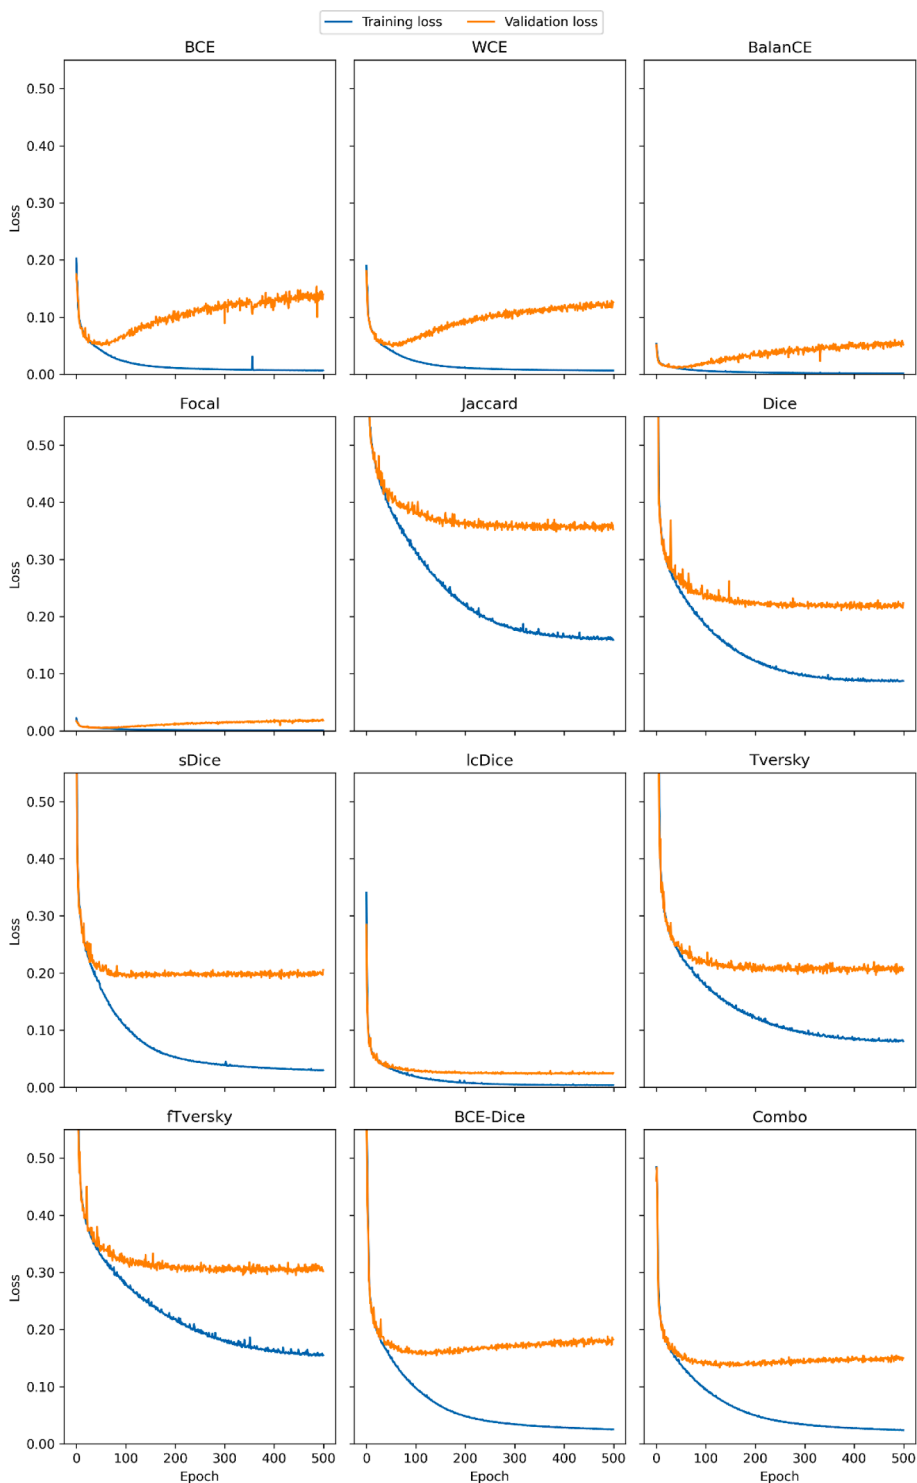 Training loss Validation loss
BCE WCE BalanCE
0.50
0.40
0.30
0.20
0.10
0.00
Loss
Focal Jaccard Dice
0.50
0.40
0.30
0.20
0.10
0.00
Loss
sDice lcDice Tversky
0.50
0.40
0.30
0.20
0.10
0.00
Loss
fTversky BCE-Dice Combo
0.50
0.40
0.30
0.20
0.10
0.00
Loss
0 100 200 300 400 500 0 100 200 300 400 500 0 100 200 300 400 500
Epoch Epoch Epoch